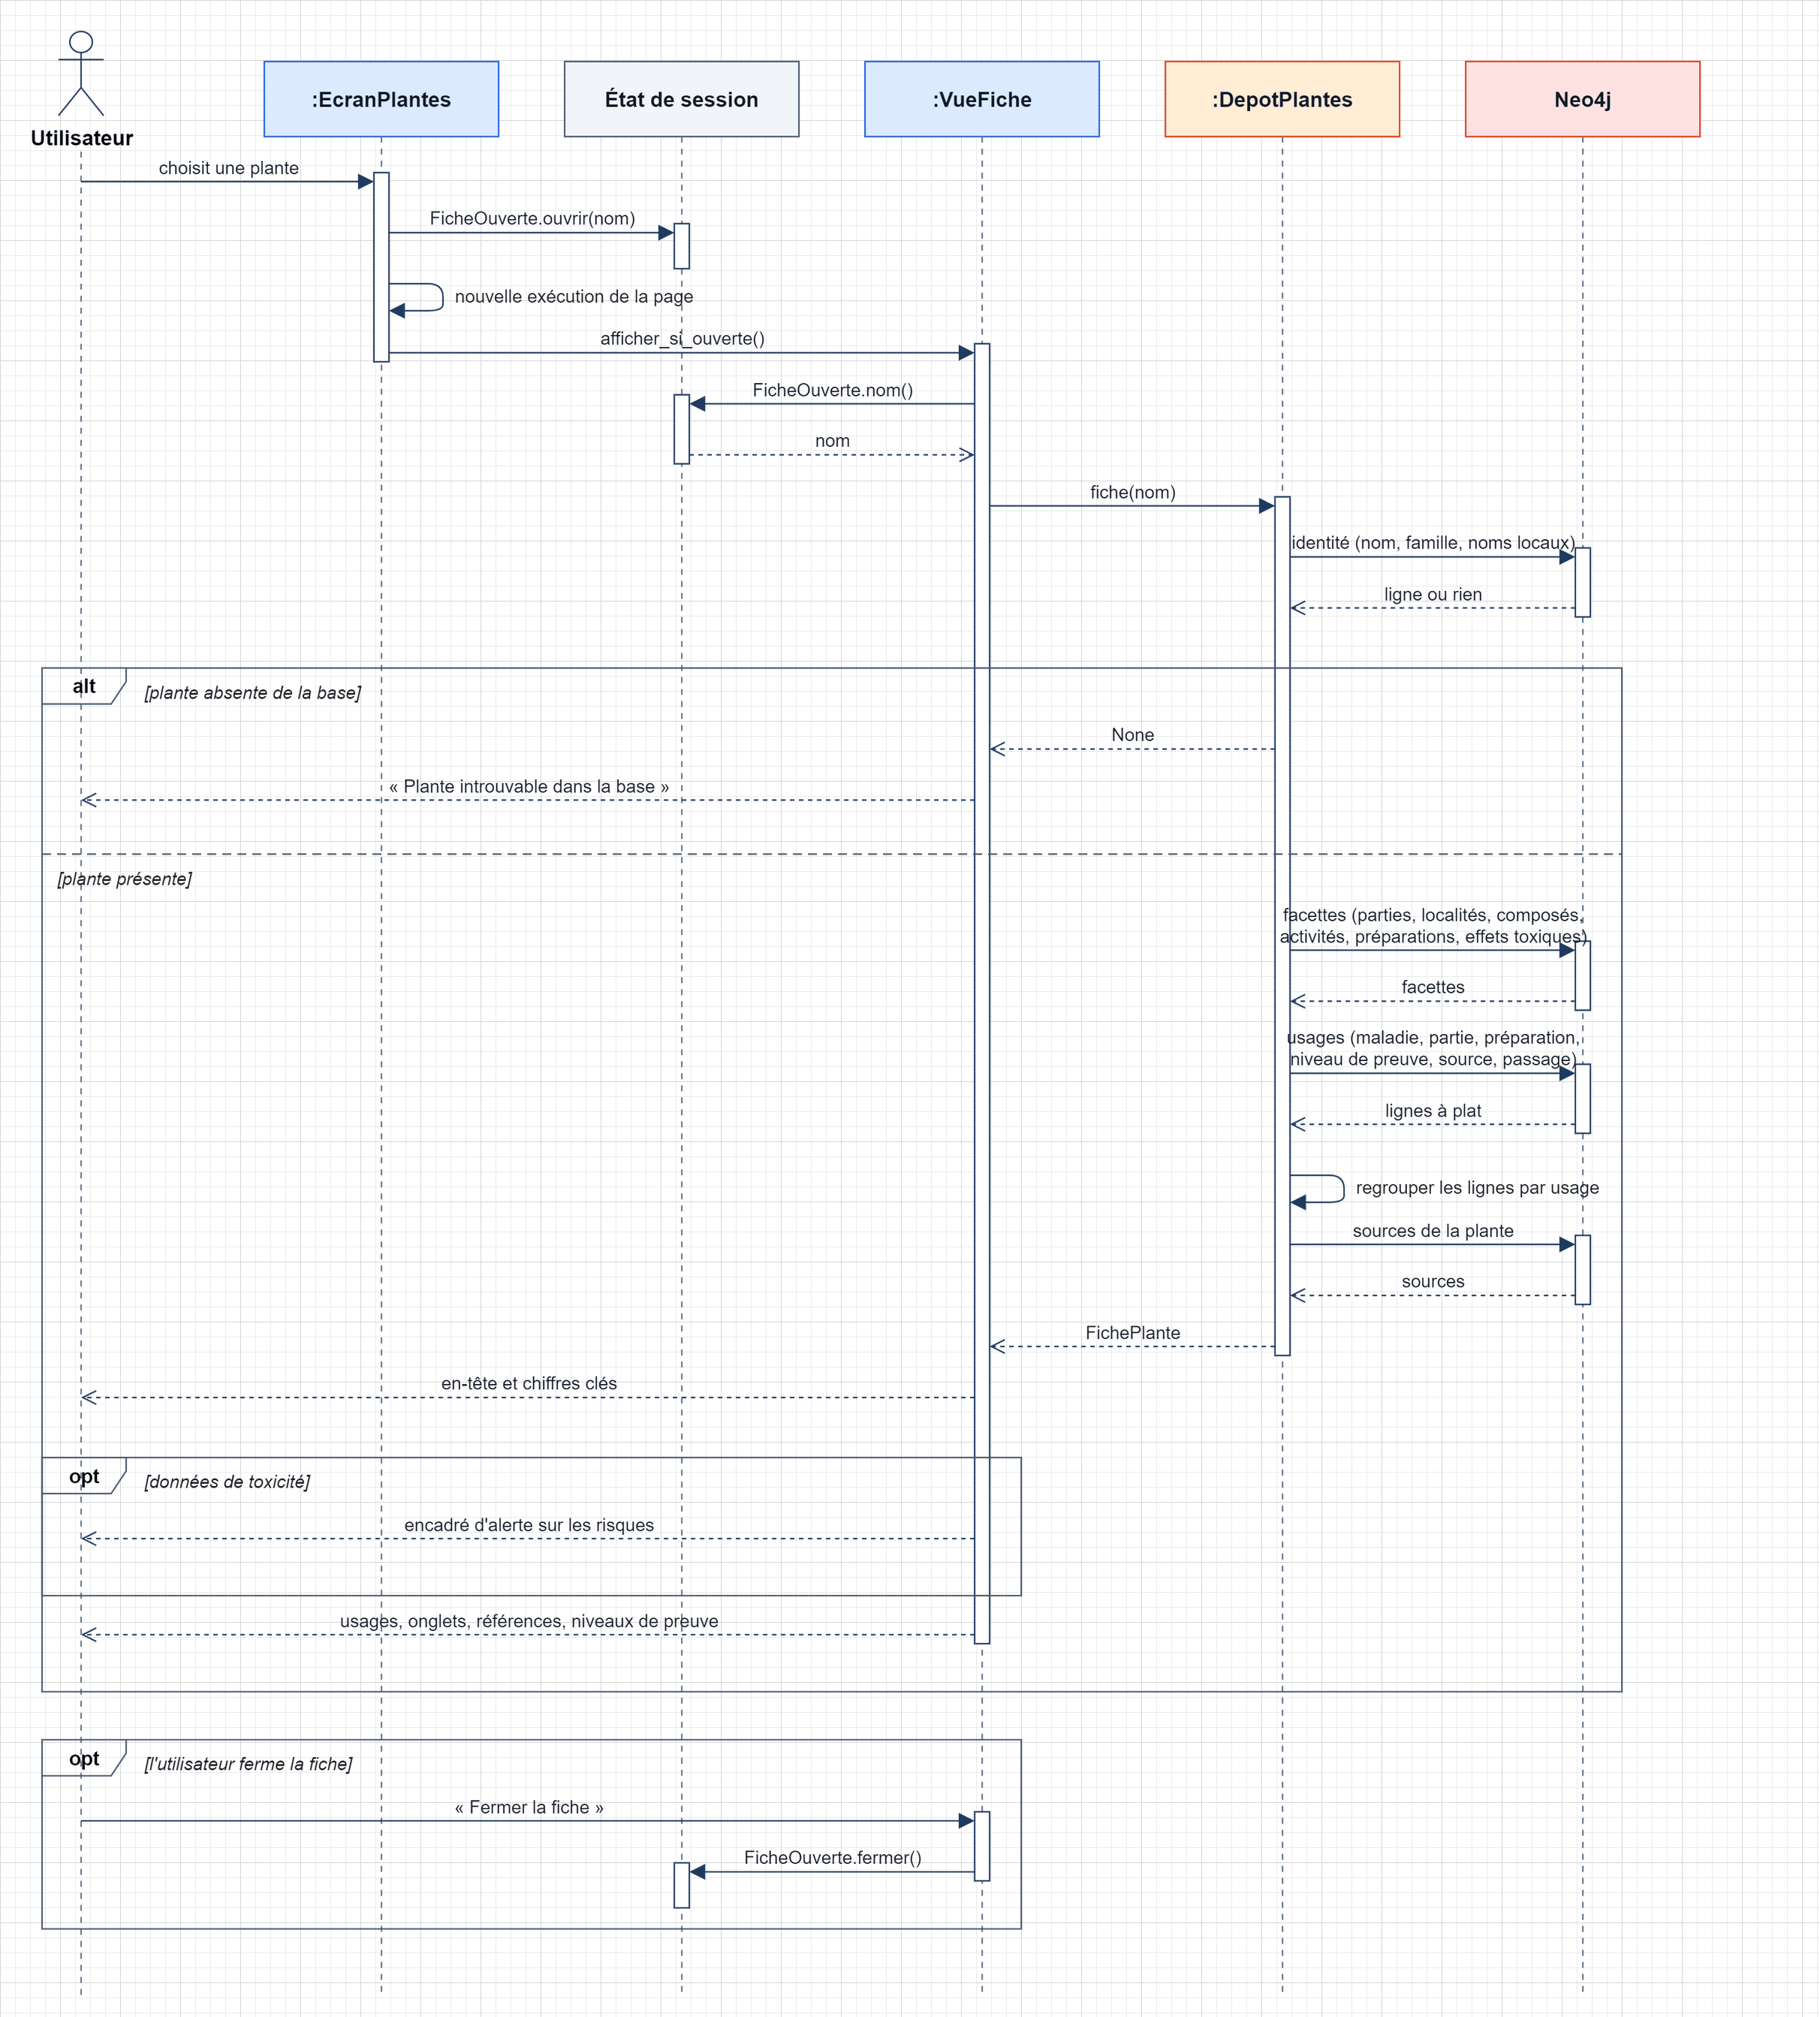 Utilisateur
:EcranPlantes
État de session
:VueFiche
:DepotPlantes
Neo4j
choisit une plante
FicheOuverte.ouvrir(nom)
nouvelle exécution de la page
afficher_si_ouverte()
FicheOuverte.nom()
nom
fiche(nom)
identité (nom, famille, noms locaux)
ligne ou rien
alt
[plante absente de la base]
None
« Plante introuvable dans la base »
[plante présente]
facettes (parties, localités, composés,
activités, préparations, effets toxiques)
facettes
usages (maladie, partie, préparation,
niveau de preuve, source, passage)
lignes à plat
regrouper les lignes par usage
sources de la plante
sources
FichePlante
en-tête et chiffres clés
opt
[données de toxicité]
encadré d'alerte sur les risques
usages, onglets, références, niveaux de preuve
opt
[l'utilisateur ferme la fiche]
« Fermer la fiche »
FicheOuverte.fermer()